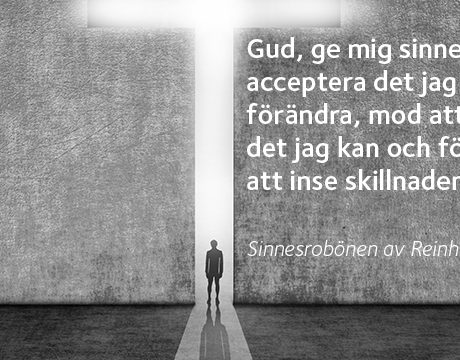 Gud, ge mig sinne
acceptera det jag
förändra, mod att
det jag kan och fö
att inse skillnaden
Sinnesrobönen av Reinh